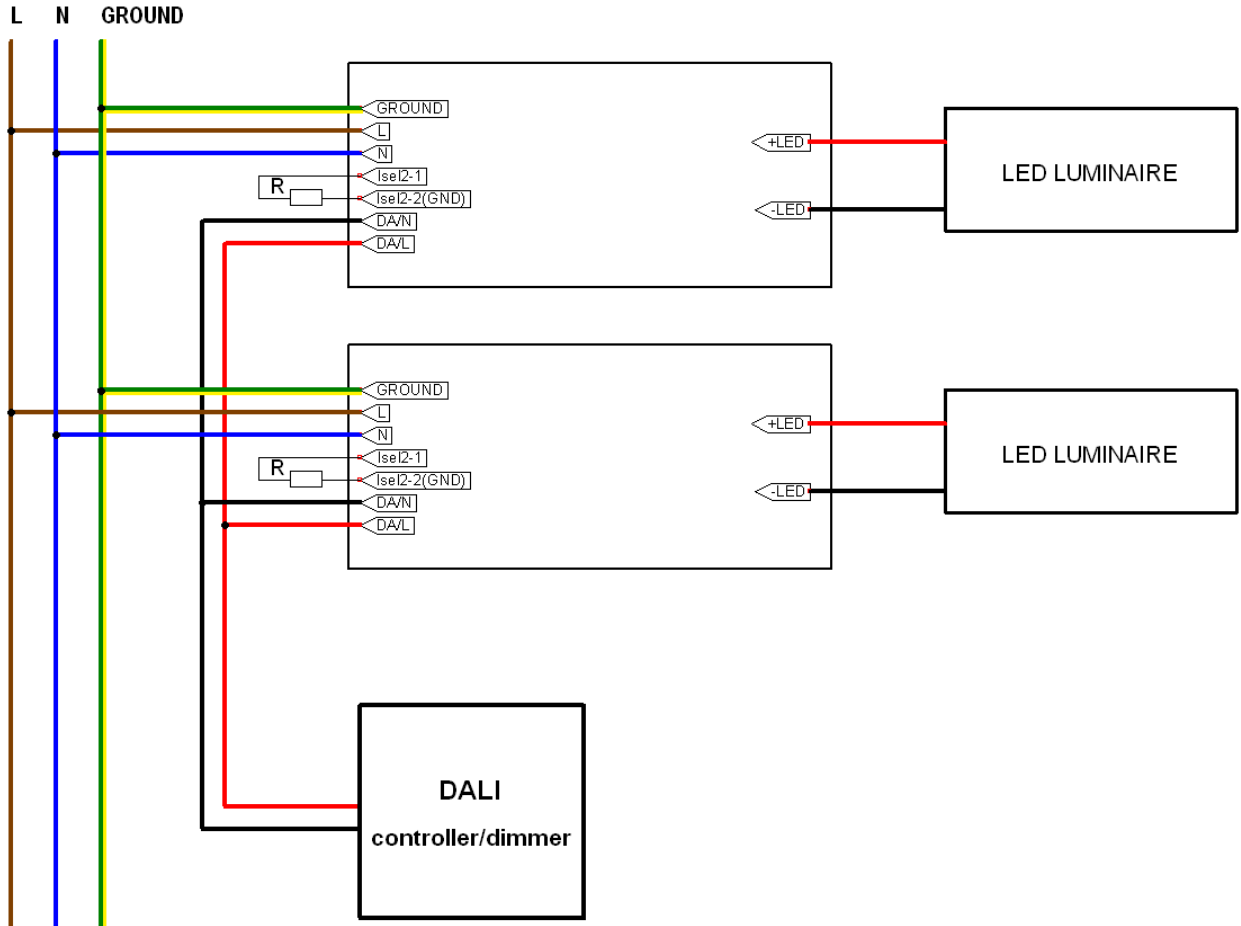 L N GROUND
GROUND
L
N
R
Isel2-1
Isel2-2(GND)
DA/N
DA/L
+LED
-LED
LED LUMINAIRE
GROUND
L
N
R
Isel2-1
Isel2-2(GND)
DA/N
DA/L
+LED
-LED
LED LUMINAIRE
DALI
controller/dimmer